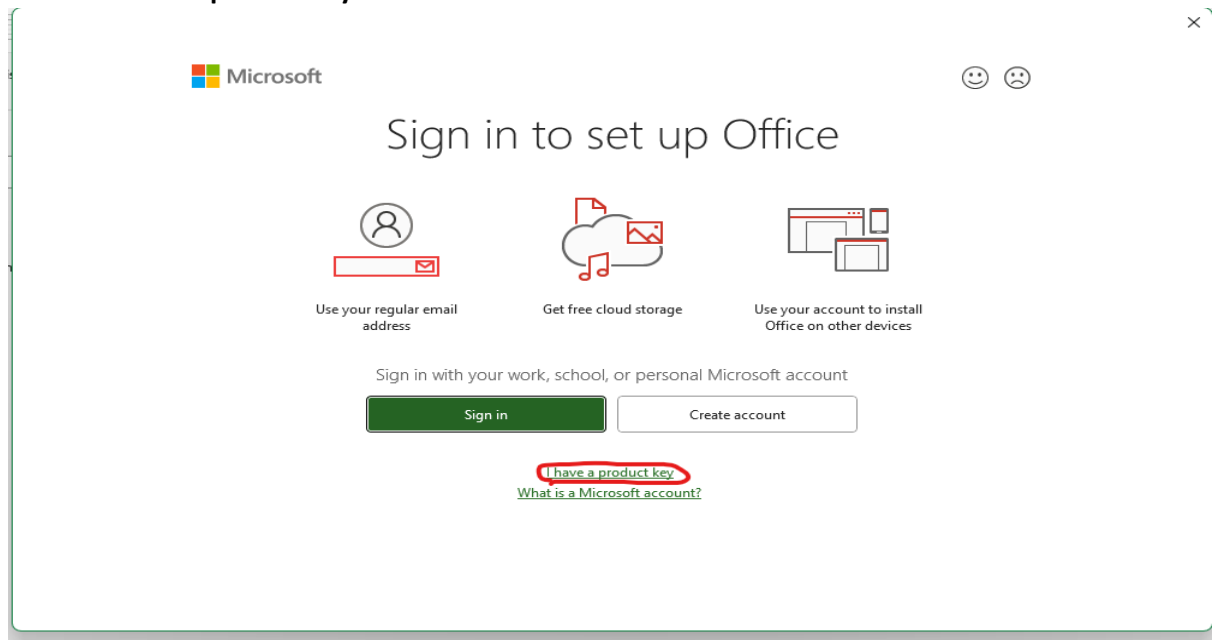 Microsoft
Sign in to set up Office
Use your regular email
address
Get free cloud storage
Use your account to install
Office on other devices
Sign in with your work, school, or personal Microsoft account
Sign in
Create account
I have a product key
What is a Microsoft account?